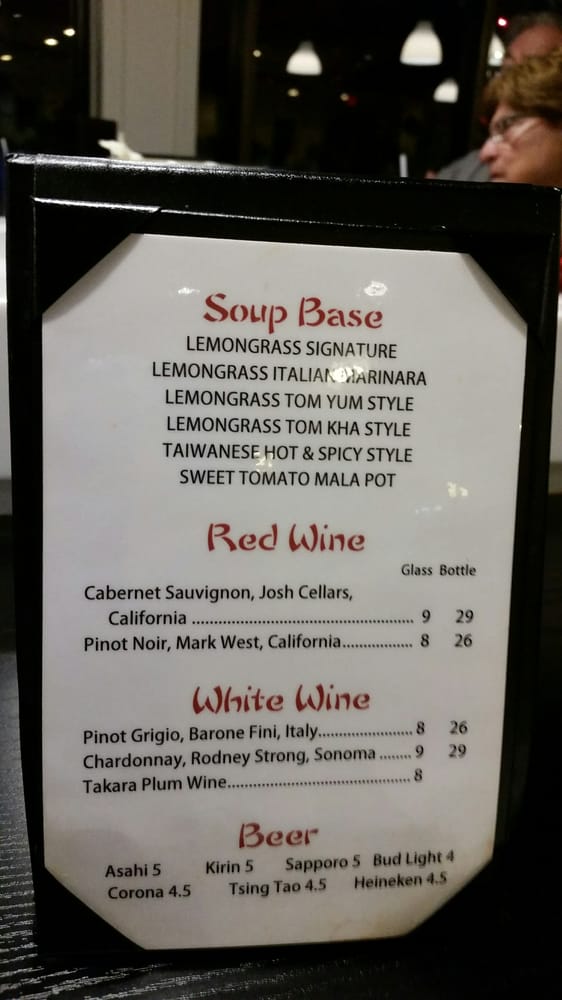 Soup Base
LEMONGRASS SIGNATURE
LEMONGRASS ITALIAN MARINARA
LEMONGRASS TOM YUM STYLE
LEMONGRASS TOM KHA STYLE
TAIWANESE HOT & SPICY STYLE
SWEET TOMATO MALA POT
Red Wine
Glass Bottle
Cabernet Sauvignon, Josh Cellars,
California ................................................ 9 29
Pinot Noir, Mark West, California................. 8 26
White Wine
Pinot Grigio, Barone Fini, Italy....................... 8 26
Chardonnay, Rodney Strong, Sonoma ........ 9 29
Takara Plum Wine.......................................... 8
Beer
Asahi 5 Kirin 5 Sapporo 5 Bud Light 4
Corona 4.5 Tsing Tao 4.5 Heineken 4.5